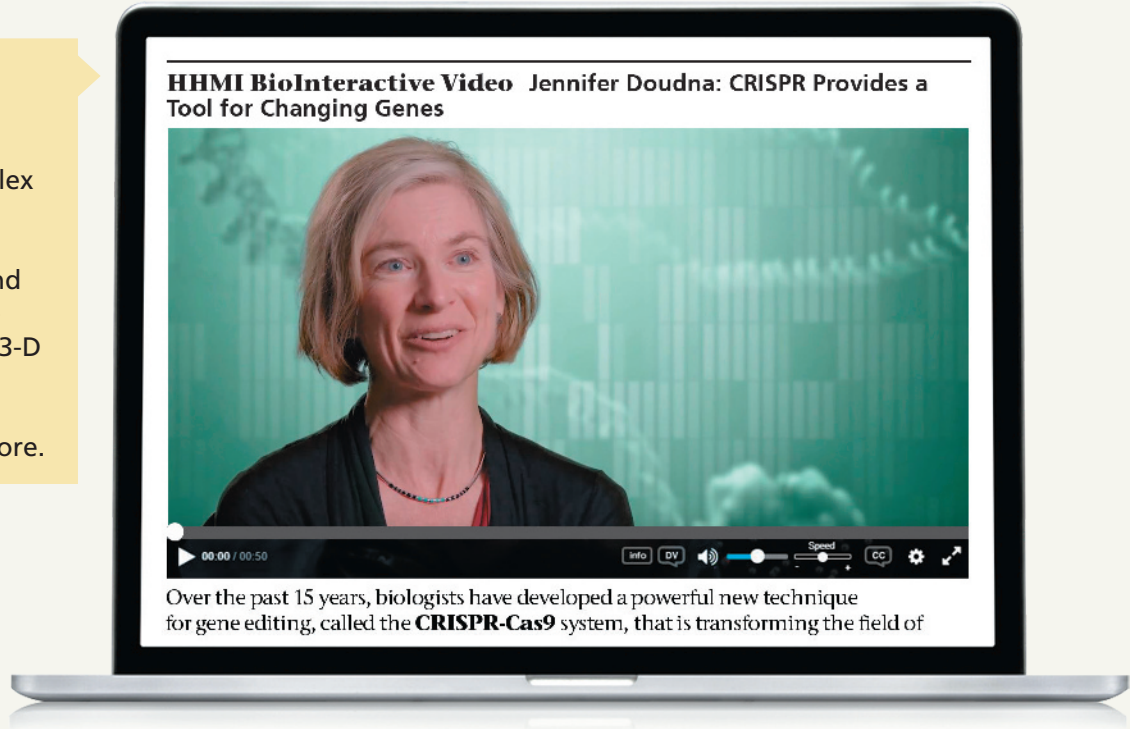 lex
nd
3-D
ore.
HHMI BioInteractive Video Jennifer Doudna: CRISPR Provides a
Tool for Changing Genes
00:00 / 00:50
info DV Speed CC
- +
Over the past 15 years, biologists have developed a powerful new technique
for gene editing, called the CRISPR-Cas9 system, that is transforming the field of